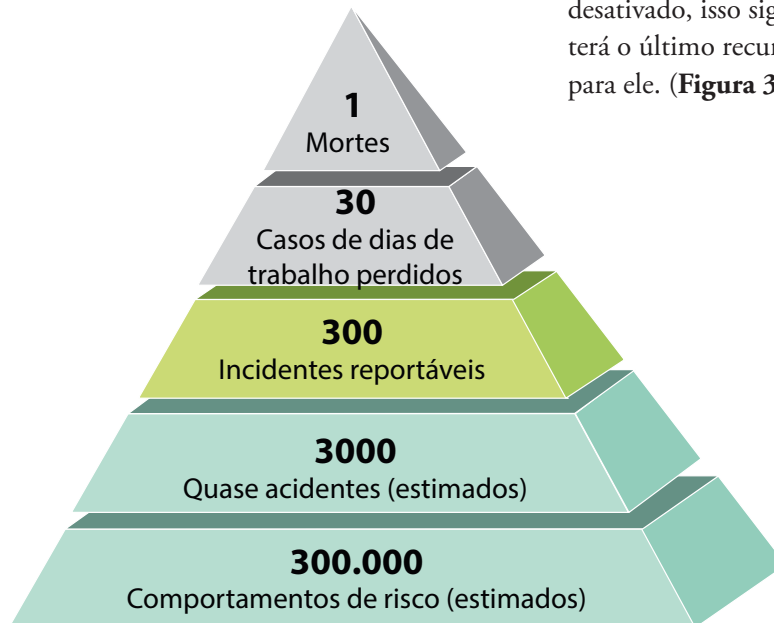 desativado, isso sig
terá o último recur
para ele. (Figura 3
1
Mortes
30
Casos de dias de
trabalho perdidos
300
Incidentes reportáveis
3000
Quase acidentes (estimados)
300.000
Comportamentos de risco (estimados)